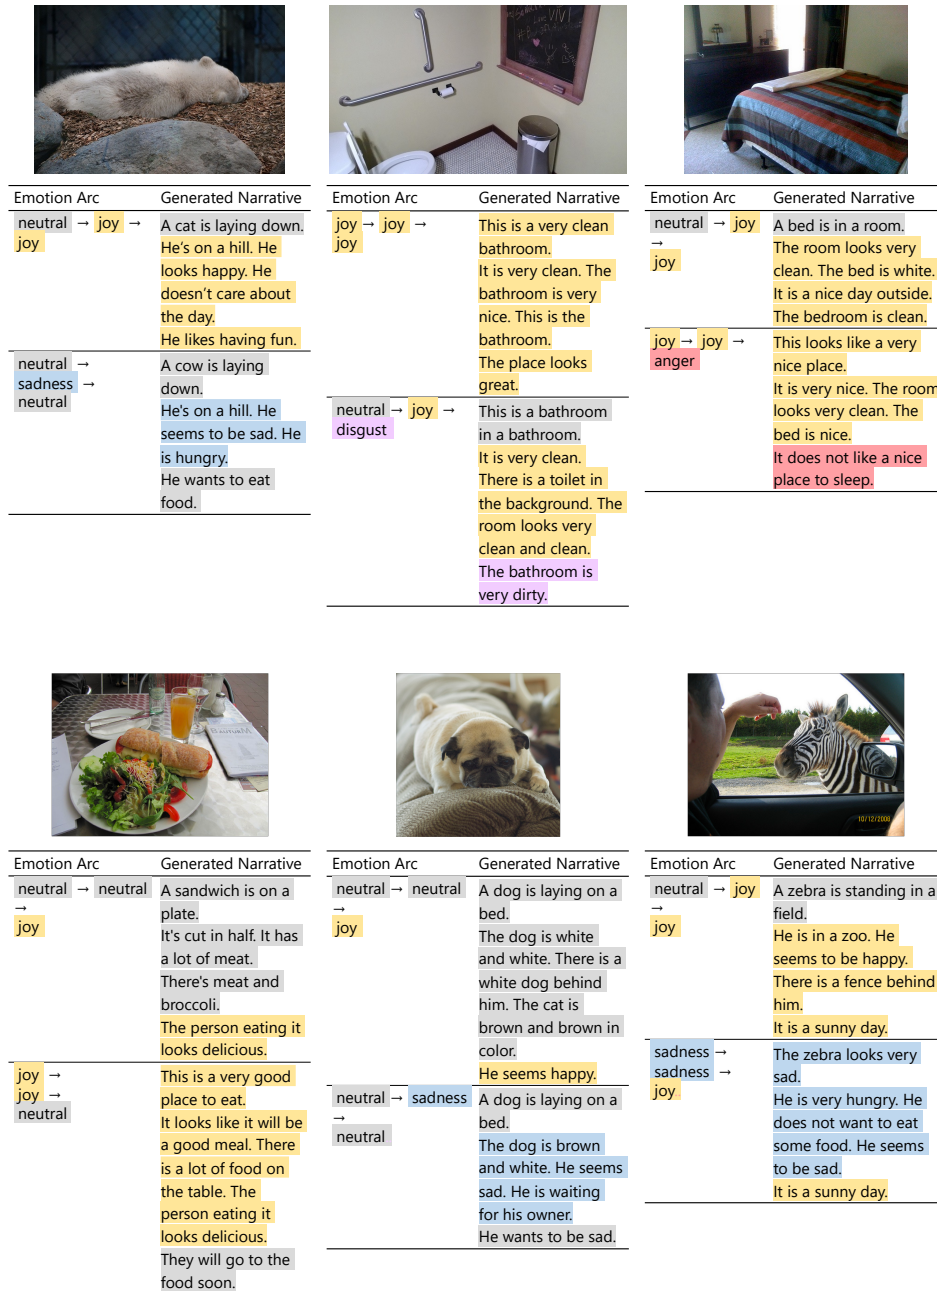 Emotion Arc Generated Narrative
neutral → joy →
joy
A cat is laying down.
He's on a hill. He
looks happy. He
doesn't care about
the day.
He likes having fun.
neutral →
sadness →
neutral
A cow is laying
down.
He's on a hill. He
seems to be sad. He
is hungry.
He wants to eat
food.
Emotion Arc Generated Narrative
joy → joy →
joy
This is a very clean
bathroom.
It is very clean. The
bathroom is very
nice. This is the
bathroom.
The place looks
great.
neutral → joy →
disgust
This is a bathroom
in a bathroom.
It is very clean.
There is a toilet in
the background. The
room looks very
clean and clean.
The bathroom is
very dirty.
Emotion Arc Generated Narrative
neutral → joy
→
joy
A bed is in a room.
The room looks very
clean. The bed is white.
It is a nice day outside.
The bedroom is clean.
joy → joy →
anger
This looks like a very
nice place.
It is very nice. The room
looks very clean. The
bed is nice.
It does not like a nice
place to sleep.
Emotion Arc Generated Narrative
neutral → neutral
→
joy
A sandwich is on a
plate.
It's cut in half. It has
a lot of meat.
There's meat and
broccoli.
The person eating it
looks delicious.
joy →
joy →
neutral
This is a very good
place to eat.
It looks like it will be
a good meal. There
is a lot of food on
the table. The
person eating it
looks delicious.
They will go to the
food soon.
Emotion Arc Generated Narrative
neutral → neutral
→
joy
A dog is laying on a
bed.
The dog is white
and white. There is a
white dog behind
him. The cat is
brown and brown in
color.
He seems happy.
neutral → sadness
→
neutral
A dog is laying on a
bed.
The dog is brown
and white. He seems
sad. He is waiting
for his owner.
He wants to be sad.
10/12/2006
Emotion Arc Generated Narrative
neutral → joy
→
joy
A zebra is standing in a
field.
He is in a zoo. He
seems to be happy.
There is a fence behind
him.
It is a sunny day.
sadness →
sadness →
joy
The zebra looks very
sad.
He is very hungry. He
does not want to eat
some food. He seems
to be sad.
It is a sunny day.